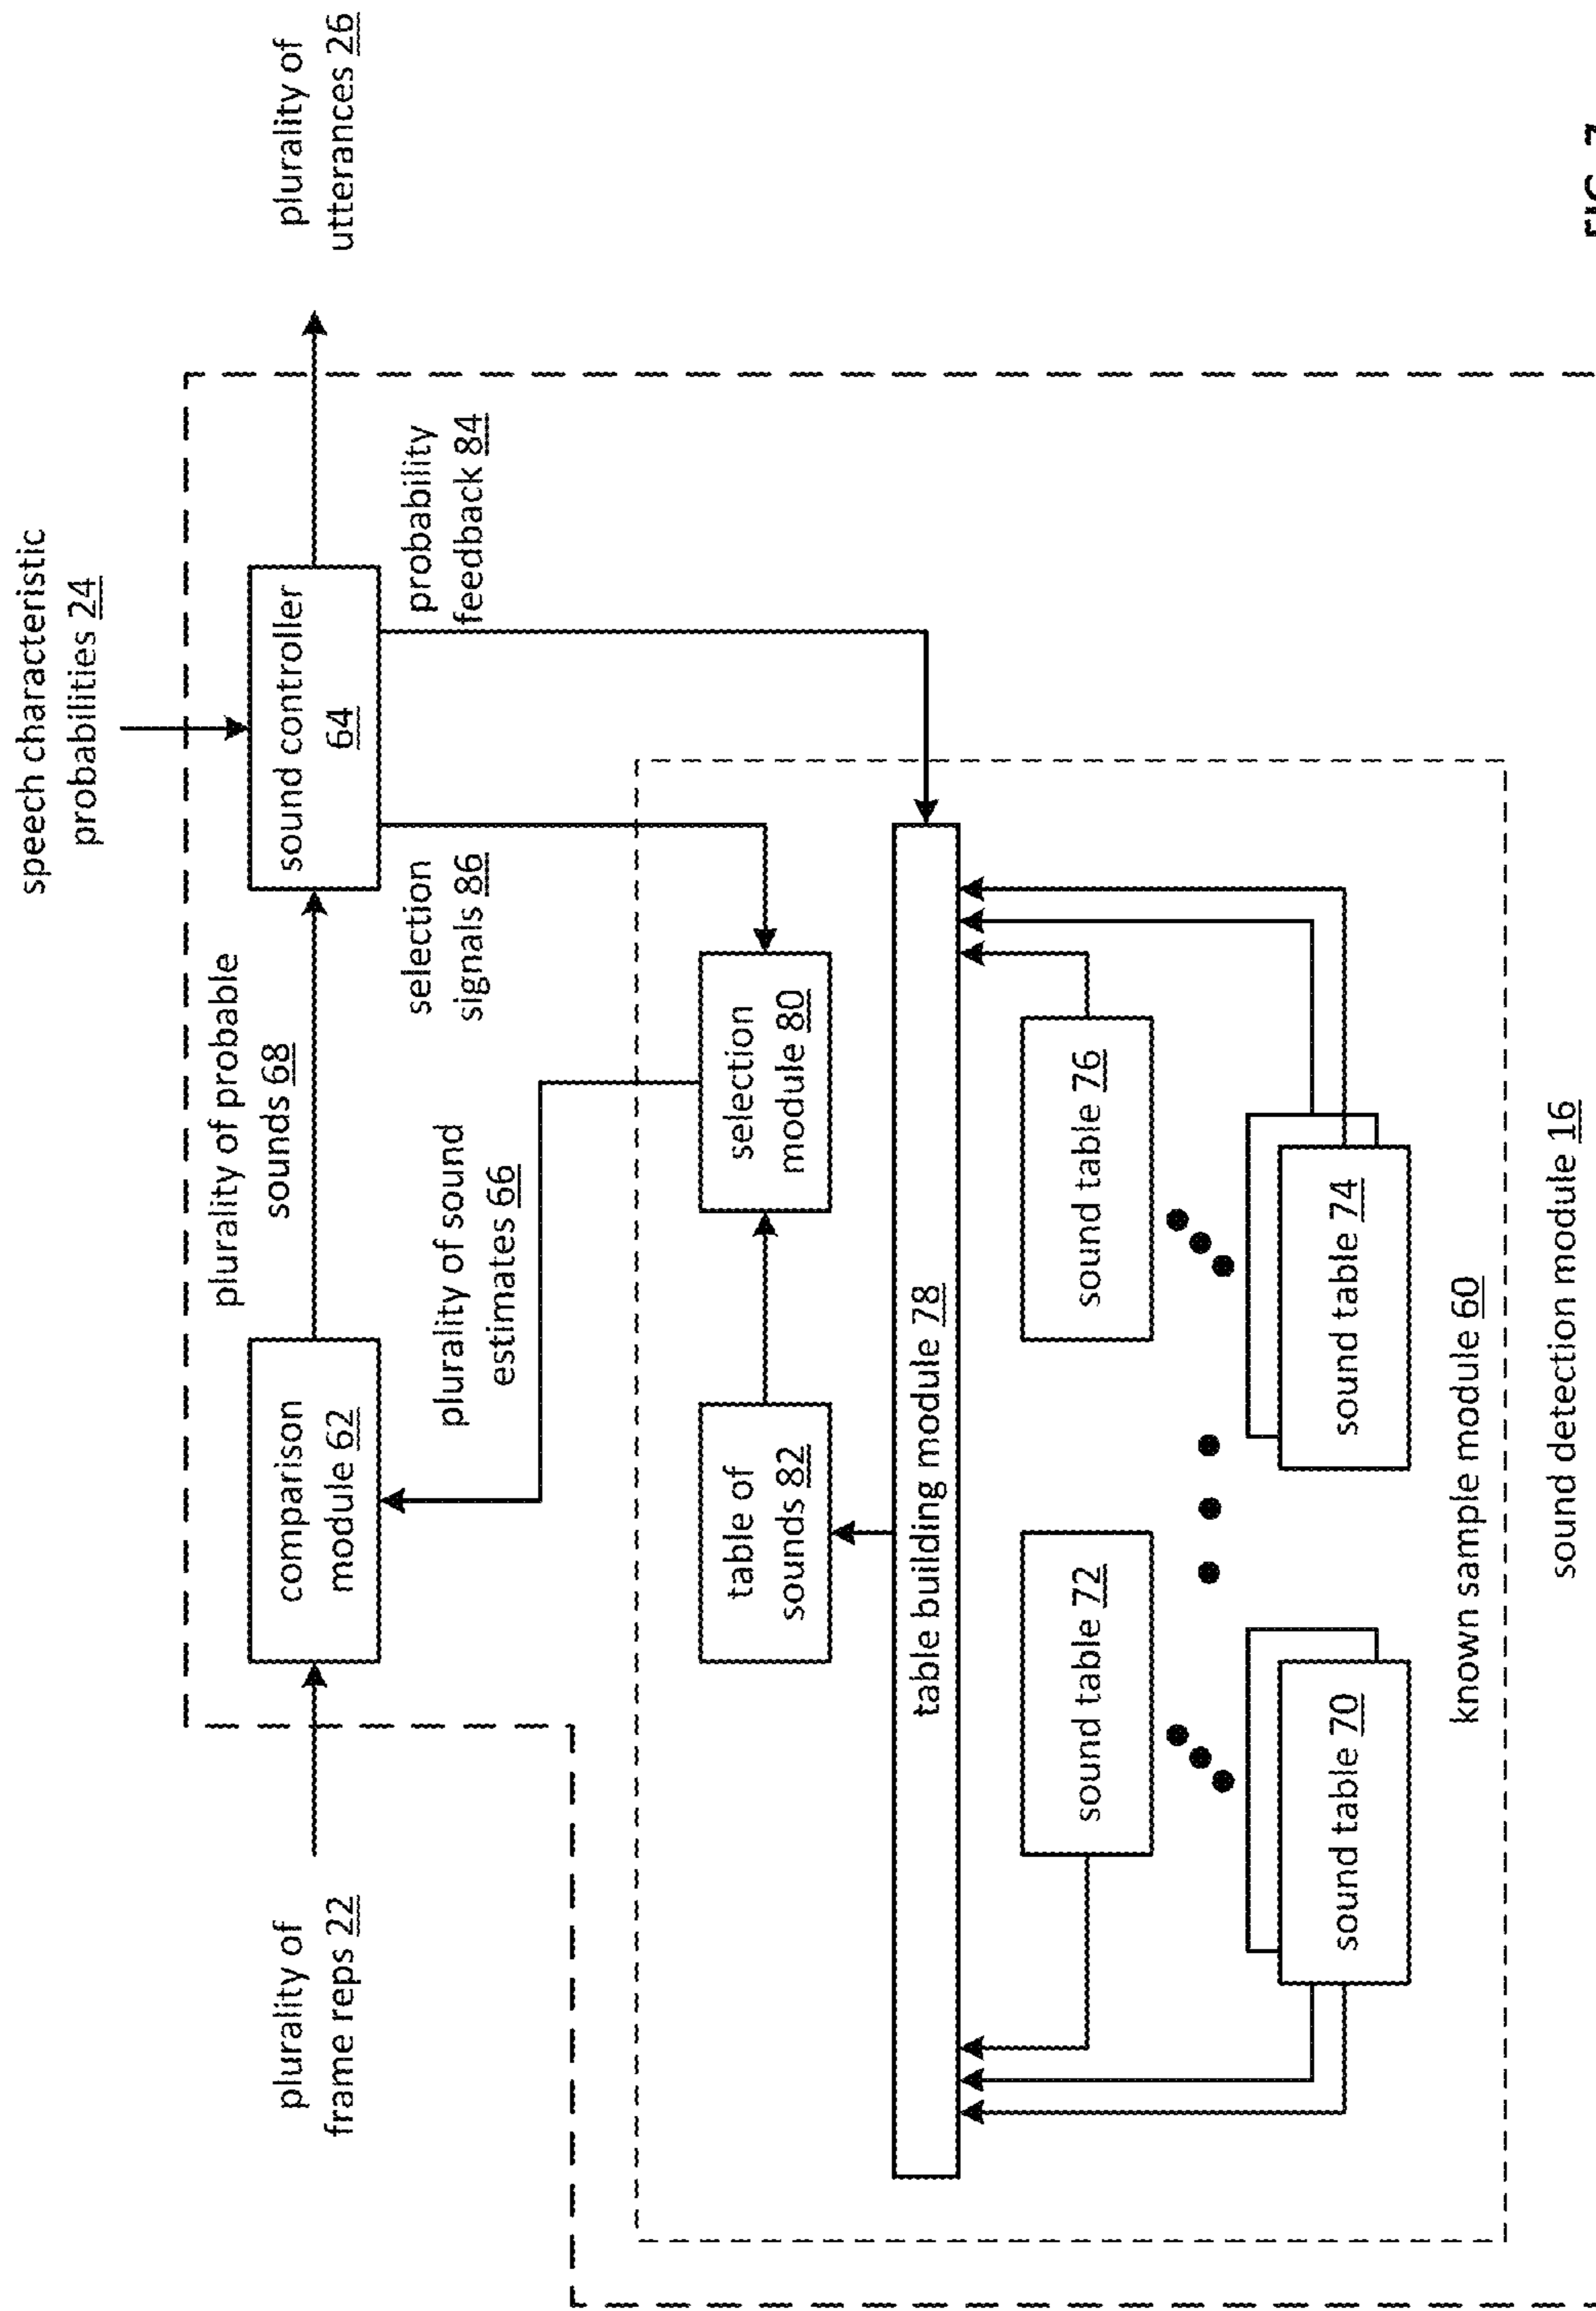 speech characteristic
probabilities 24
plurality of
frame reps 22
comparison
module 62
plurality of probable
sounds 68
sound controller
64
plurality of
utterances 26
plurality of sound
estimates 66
selection
signals 86
probability
feedback 84
table of
sounds 82
selection
module 80
table building module 78
sound table 72
sound table 76
sound table 70
sound table 74
known sample module 60
sound detection module 16